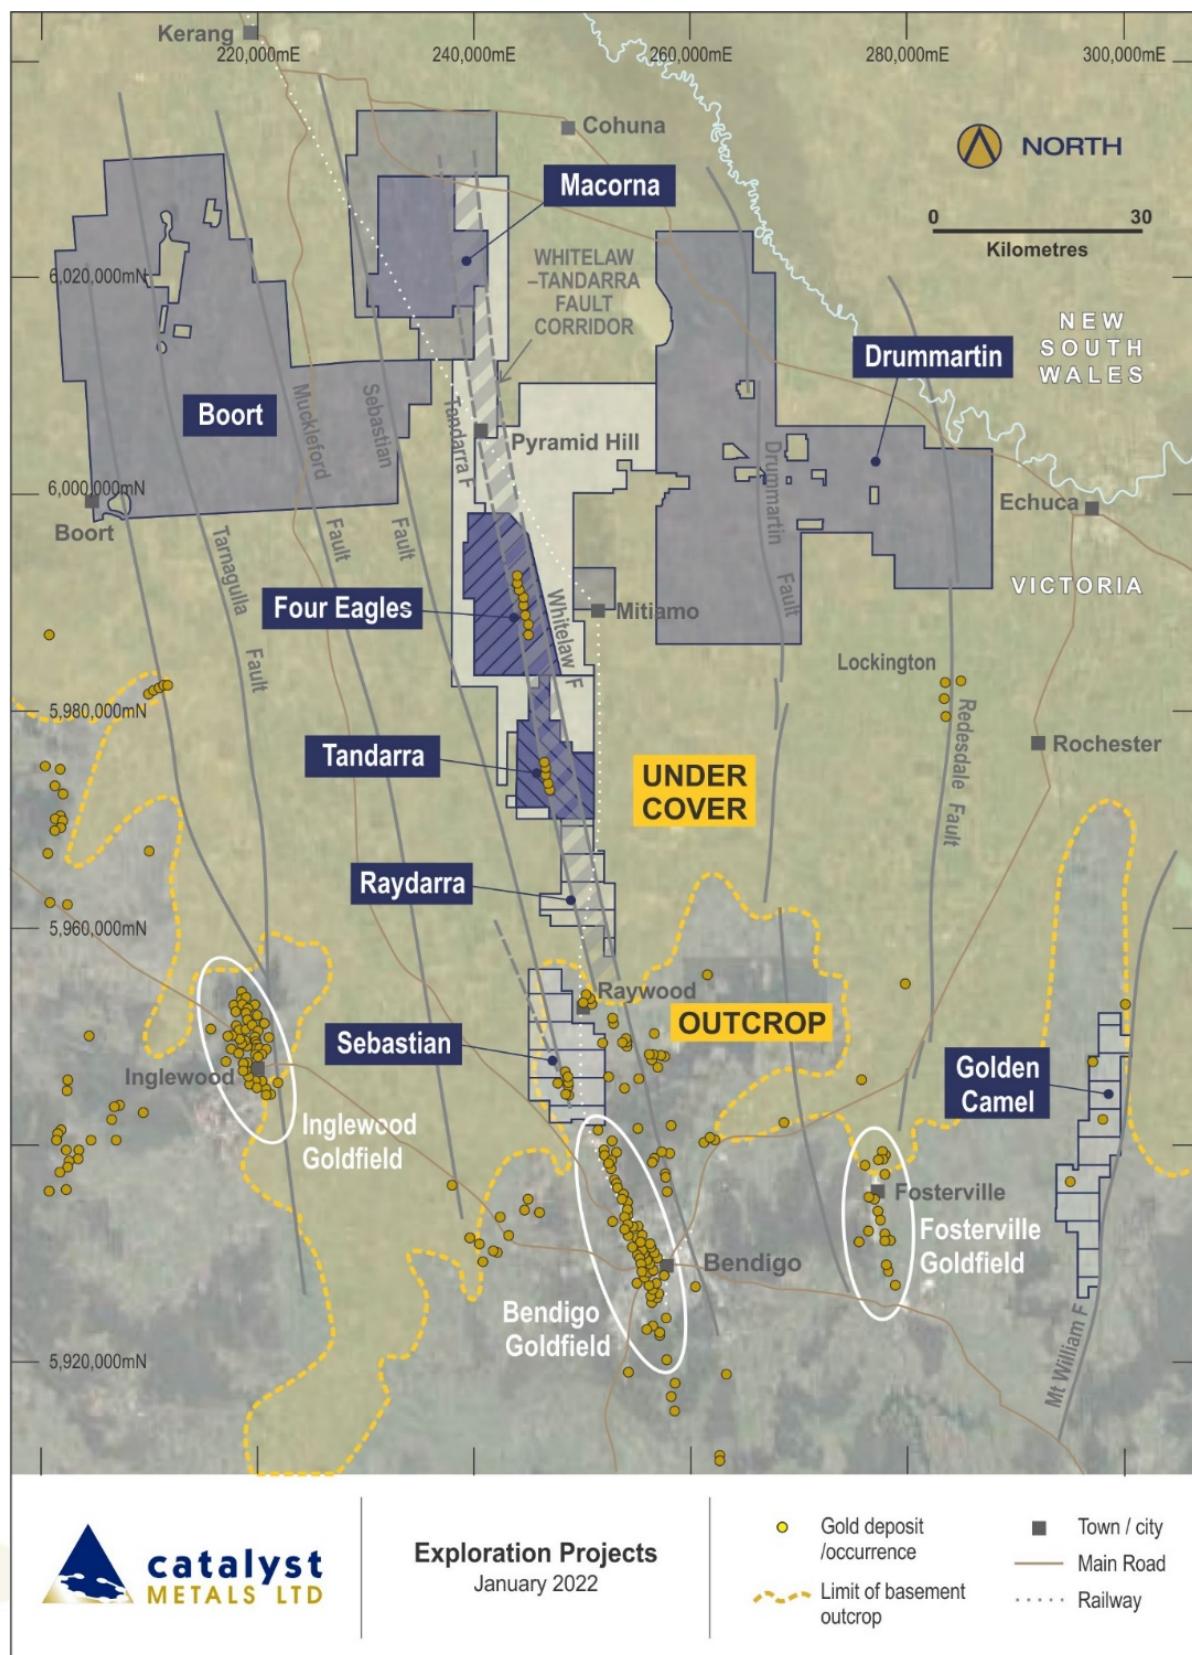 Kerang
220,000mE
240,000mE
260,000mE
280,000mE
300,000mE
Cohuna
NORTH
Macorna
0 30
Kilometres
WHITELAW
–TANDARRA
FAULT
CORRIDOR
6,020,000mN
NEW
SOUTH
WALES
Drummartin
Boort
Muckleford
Fault
Sebastian
Fault
Tandarra F
Pyramid Hill
Drummartin
Fault
6,000,000mN
Echuca
Boort
Tarnagulla
Fault
VICTORIA
Four Eagles
Whitelaw F
Mitiamo
Lockington
5,980,000mN
Redesdale
Fault
Rochester
Tandarra
UNDER
COVER
Raydarra
5,960,000mN
Raywood
OUTCROP
Sebastian
Golden
Camel
Inglewood
Inglewood
Goldfield
Fosterville
Fosterville
Goldfield
Bendigo
Bendigo
Goldfield
Mt William F
5,920,000mN
catalyst
METALS LTD
Exploration Projects
January 2022
Gold deposit
/occurrence
Limit of basement
outcrop
Town / city
Main Road
Railway